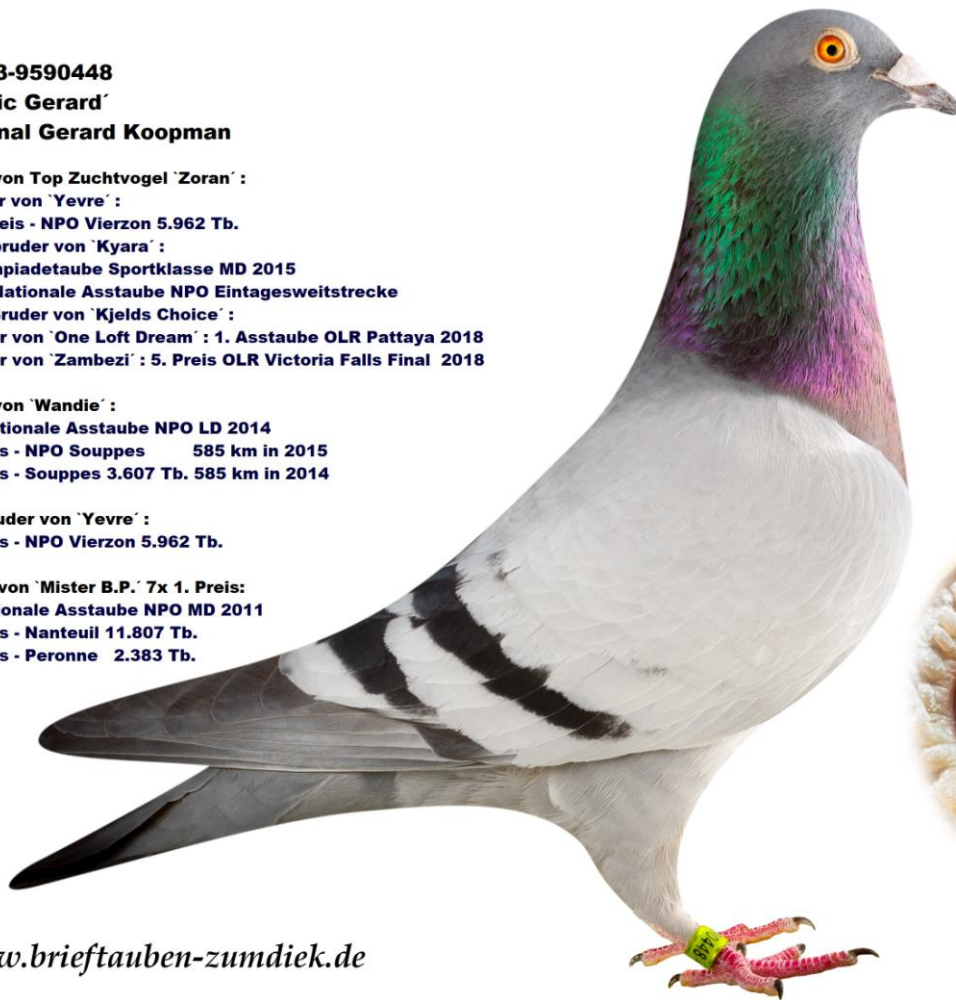 3-9590448
ic Gerard´
nal Gerard Koopman
von Top Zuchtvogel `Zoran´ :
r von `Yevre´ :
eis - NPO Vierzon 5.962 Tb.
bruder von `Kyara´ :
npiadetaube Sportklasse MD 2015
Nationale Asstaube NPO Eintagesweitstrecke
Bruder von `Kjelds Choice´ :
r von `One Loft Dream´ : 1. Asstaube OLR Pattaya 2018
r von `Zambezi´ : 5. Preis OLR Victoria Falls Final 2018
von `Wandie´ :
tionale Asstaube NPO LD 2014
s - NPO Souppes 585 km in 2015
s - Souppes 3.607 Tb. 585 km in 2014
uder von `Yevre´ :
s - NPO Vierzon 5.962 Tb.
von `Mister B.P.´ 7x 1. Preis:
ionale Asstaube NPO MD 2011
s - Nanteuil 11.807 Tb.
s - Peronne 2.383 Tb.
w.brieftauben-zumdiek.de